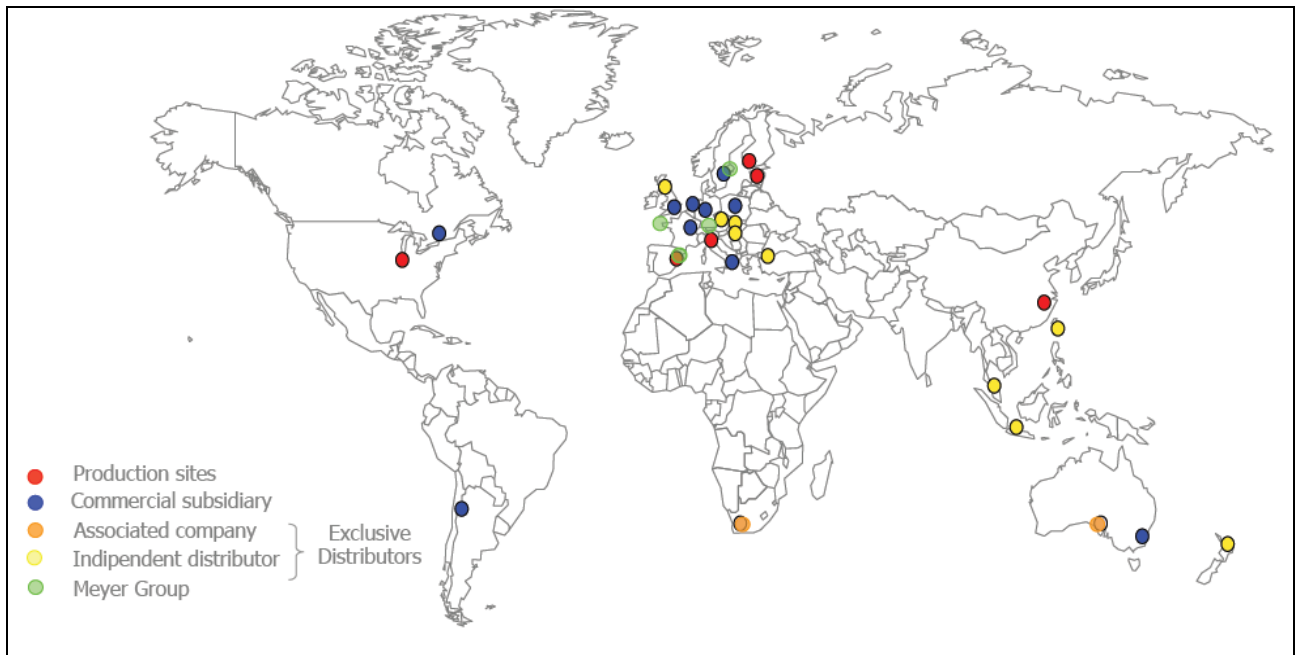 Production sites
Commercial subsidiary
Associated company
Indipendent distributor
Meyer Group
Exclusive
Distributors